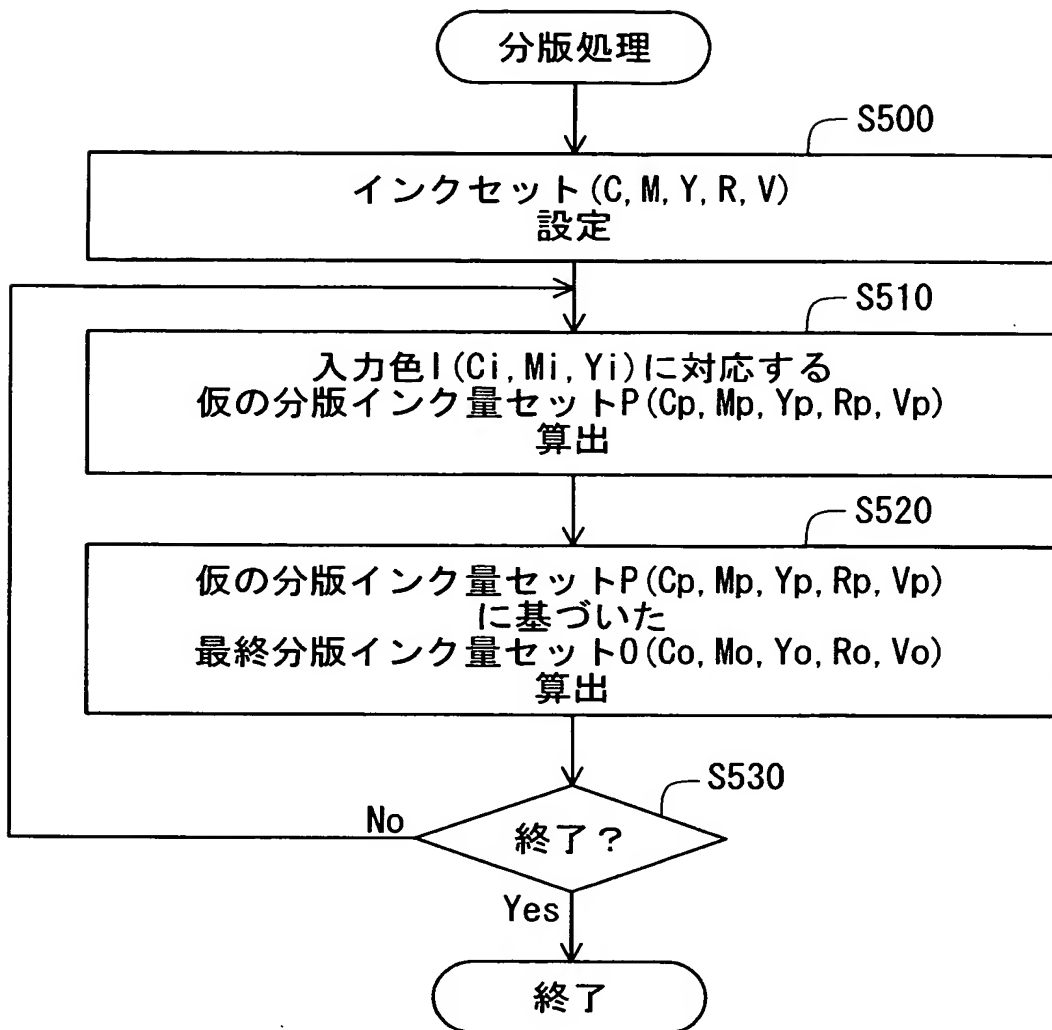 分版処理
S500
インクセット(C,M,Y,R,V)
設定
S510
入力色I(Ci,Mi,Yi)に対応する
仮の分版インク量セットP(Cp,Mp,Yp,Rp,Vp)
算出
S520
仮の分版インク量セットP(Cp,Mp,Yp,Rp,Vp)
に基づいた
最終分版インク量セットO(Co,Mo,Yo,Ro,Vo)
算出
S530
No
終了？
Yes
終了